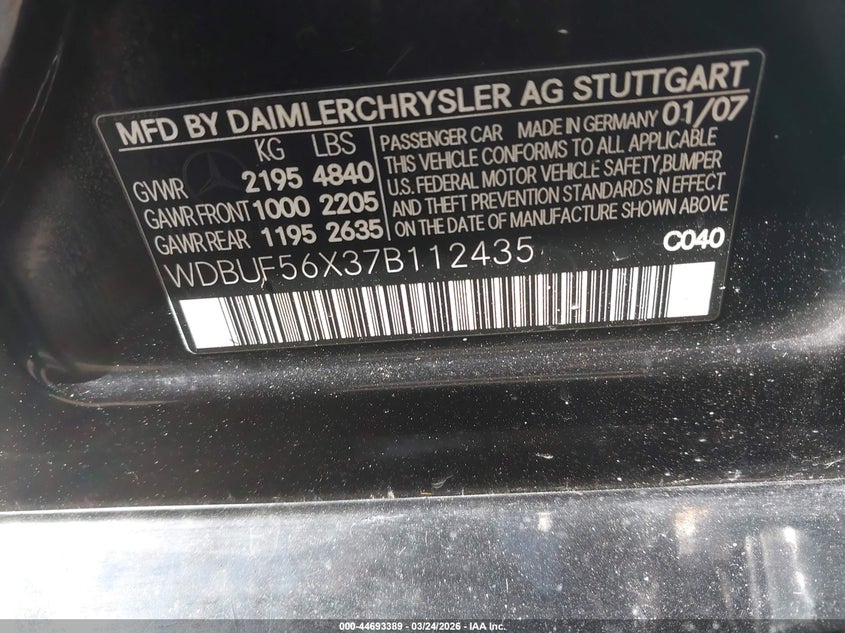 MFD BY DAIMLERCHRYSLER AG STUTTGART
01/07
KG LBS
GVWR 2195 4840
GAWR FRONT 1000 2205
GAWR REAR 1195 2635
PASSENGER CAR MADE IN GERMANY
THIS VEHICLE CONFORMS TO ALL APPLICABLE
U.S. FEDERAL MOTOR VEHICLE SAFETY,BUMPER
AND THEFT PREVENTION STANDARDS IN EFFECT
ON THE DATE OF MANUFACTURE SHOWN ABOVE
WDBUF56X37B112435
C040
000-44693389 - 03/24/2026 - IAA Inc.